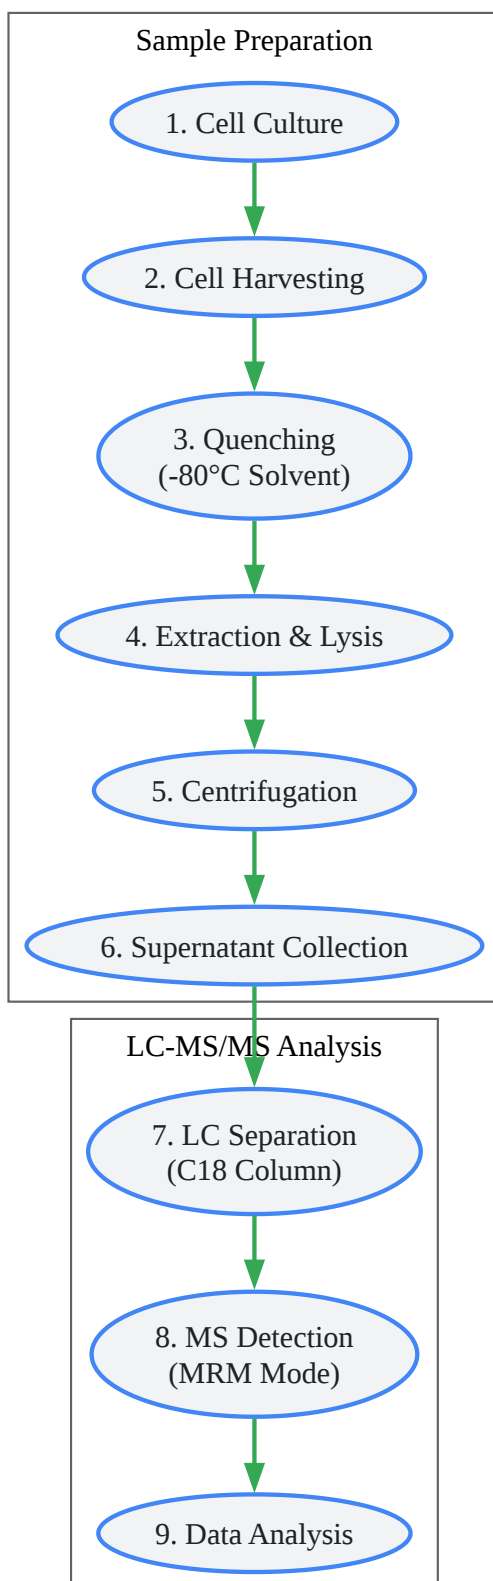 Sample Preparation
1. Cell Culture
2. Cell Harvesting
3. Quenching
(-80°C Solvent)
4. Extraction & Lysis
5. Centrifugation
6. Supernatant Collection
LC-MS/MS Analysis
7. LC Separation
(C18 Column)
8. MS Detection
(MRM Mode)
9. Data Analysis